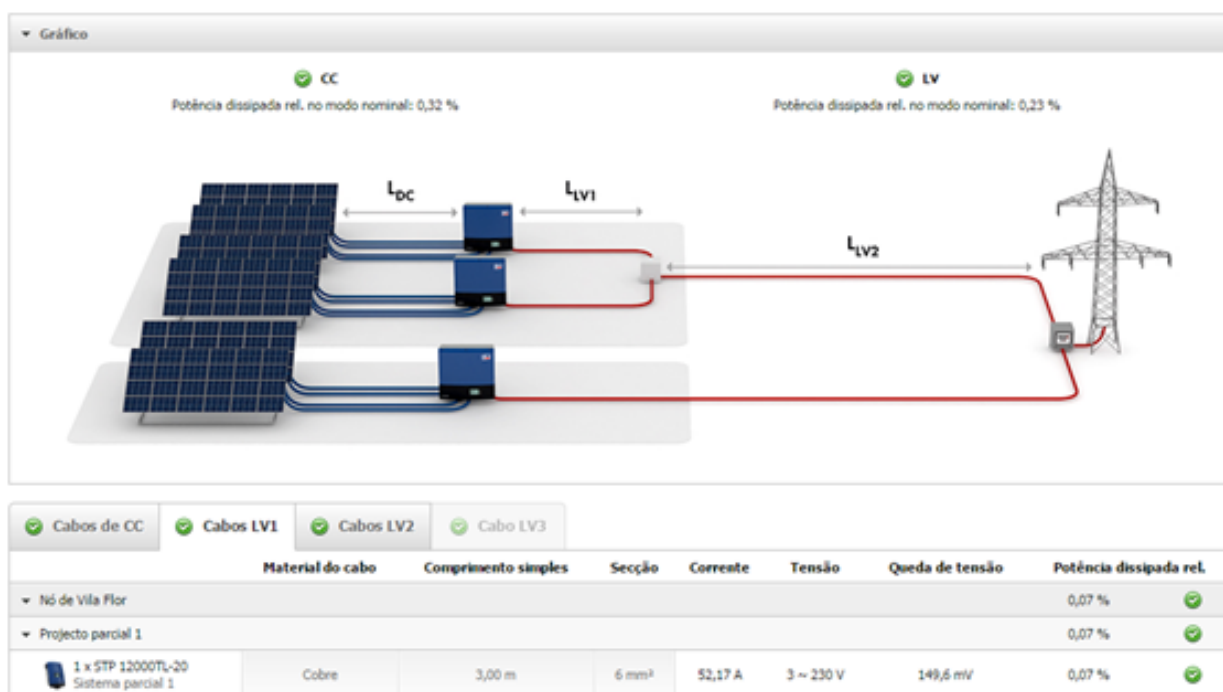 Gráfico
CC
Potência dissipada rel. no modo nominal: 0,32 %
LV
Potência dissipada rel. no modo nominal: 0,23 %
LDC
LLV1
LLV2
Cabos de CC Cabos LV1 Cabos LV2 Cabo LV3
Material do cabo Comprimento simples Secção Corrente Tensão Queda de tensão Potência dissipada rel.
Nó de Vila Flor 0,07 %
Projecto parcial 1 0,07 %
1 x STP 12000TL-20
Sistema parcial 1
Cobre 3,00 m 6 mm² 52,17 A 3 ~ 230 V 149,6 mV 0,07 %